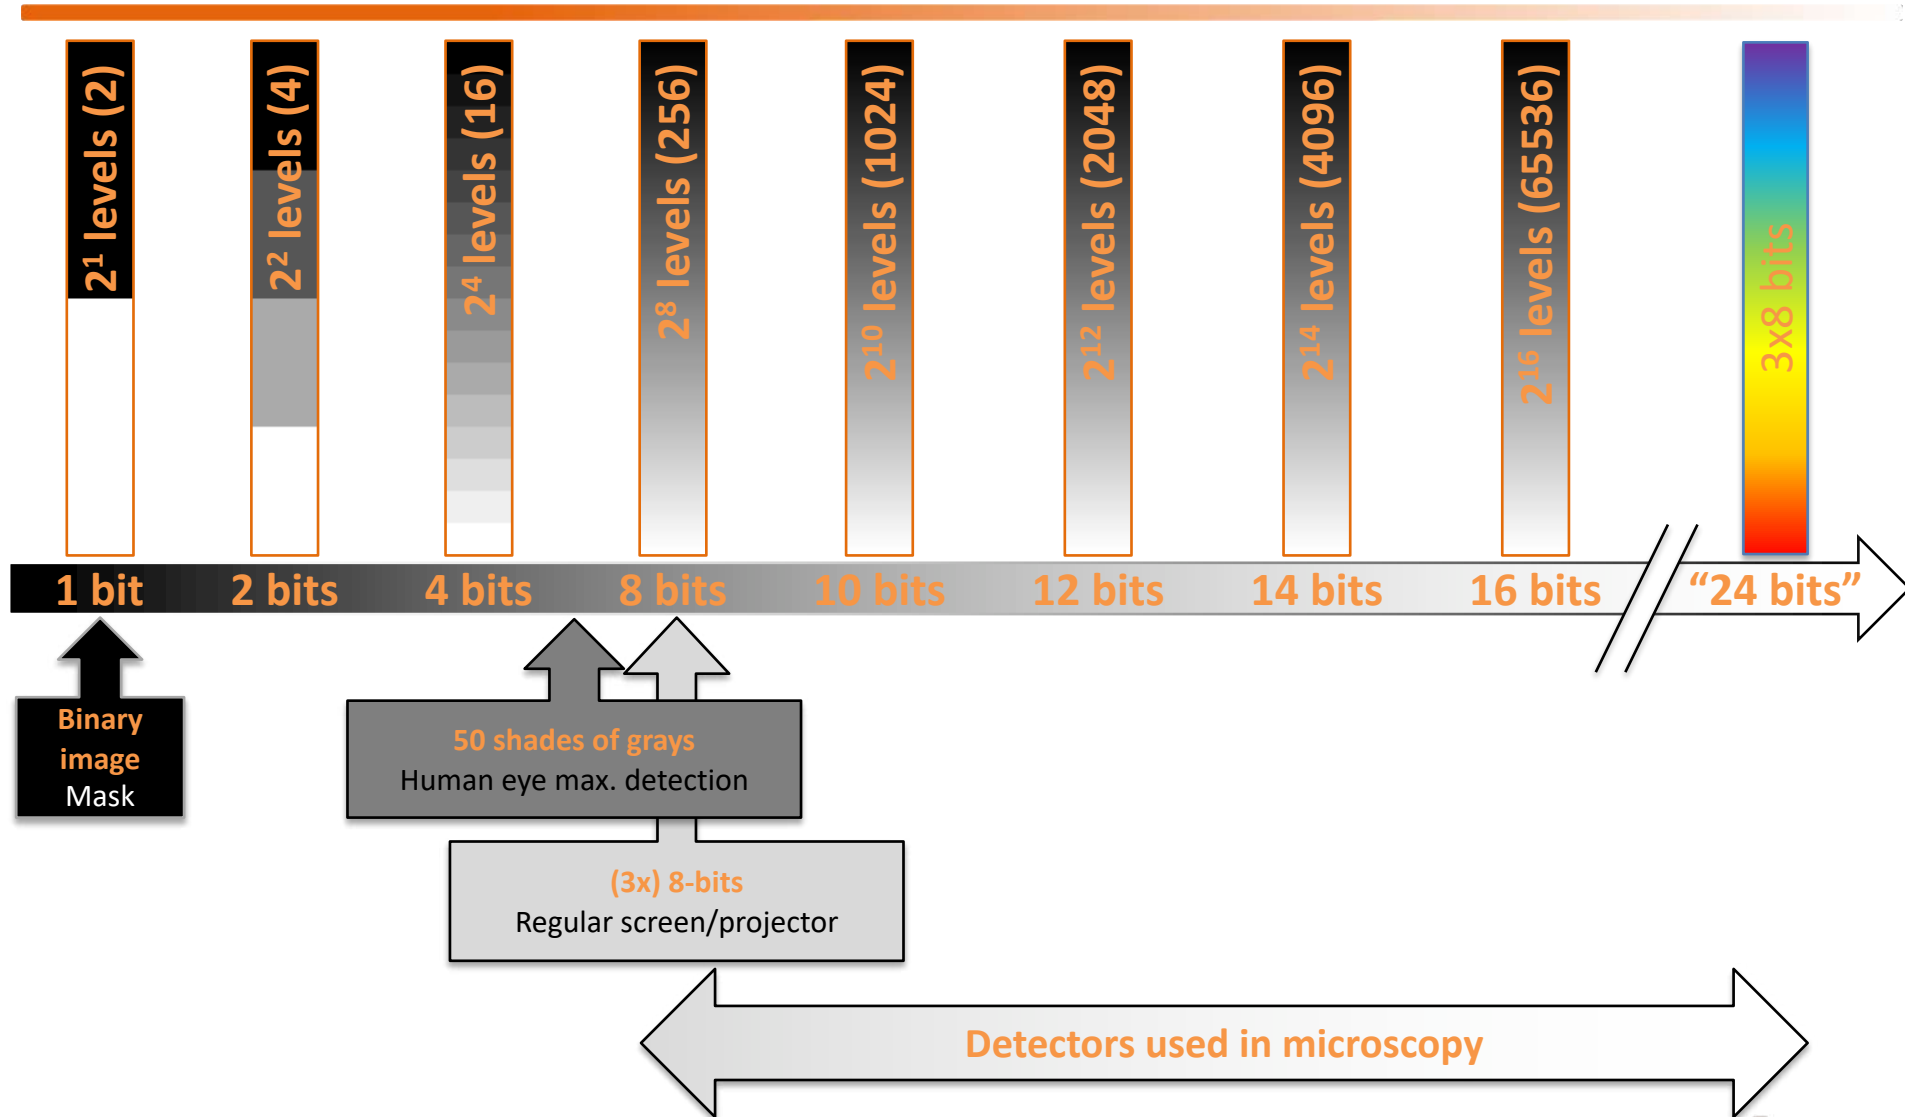 2¹ levels (2)
2² levels (4)
2⁴ levels (16)
2⁸ levels (256)
2¹⁰ levels (1024)
2¹² levels (2048)
2¹⁴ levels (4096)
2¹⁶ levels (65536)
3x8 bits
1 bit
2 bits
4 bits
8 bits
10 bits
12 bits
14 bits
16 bits
“24 bits”
Binary
image
Mask
50 shades of grays
Human eye max. detection
(3x) 8-bits
Regular screen/projector
Detectors used in microscopy